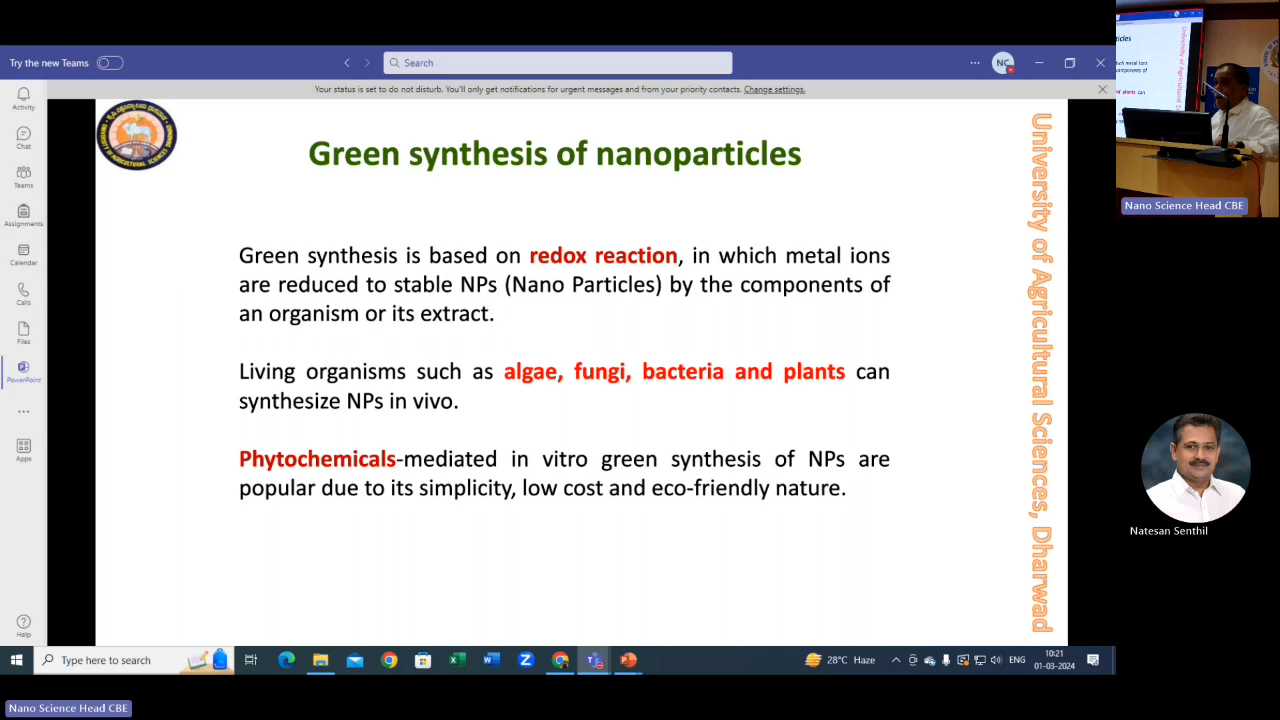 Try the new Teams
Search
NC
Your status is set to do not disturb. You'll only get notifications for urgent messages and from your priority contacts. Change settings.
Activity
Chat
Teams
Assignments
Calendar
Calls
Files
PowerPoint
Apps
Help
Green synthesis of nanoparticles
Green synthesis is based on redox reaction, in which metal ions
are reduced to stable NPs (Nano Particles) by the components of
an organism or its extract.
Living organisms such as algae, fungi, bacteria and plants can
synthesize NPs in vivo.
Phytochemicals-mediated in vitro green synthesis of NPs are
popular due to its simplicity, low cost and eco-friendly nature.
University of Agricultural Sciences, Dharwad
Nano Science Head CBE
Natesan Senthil
Type here to search
28°C Haze
ENG
10:21
01-03-2024
Nano Science Head CBE